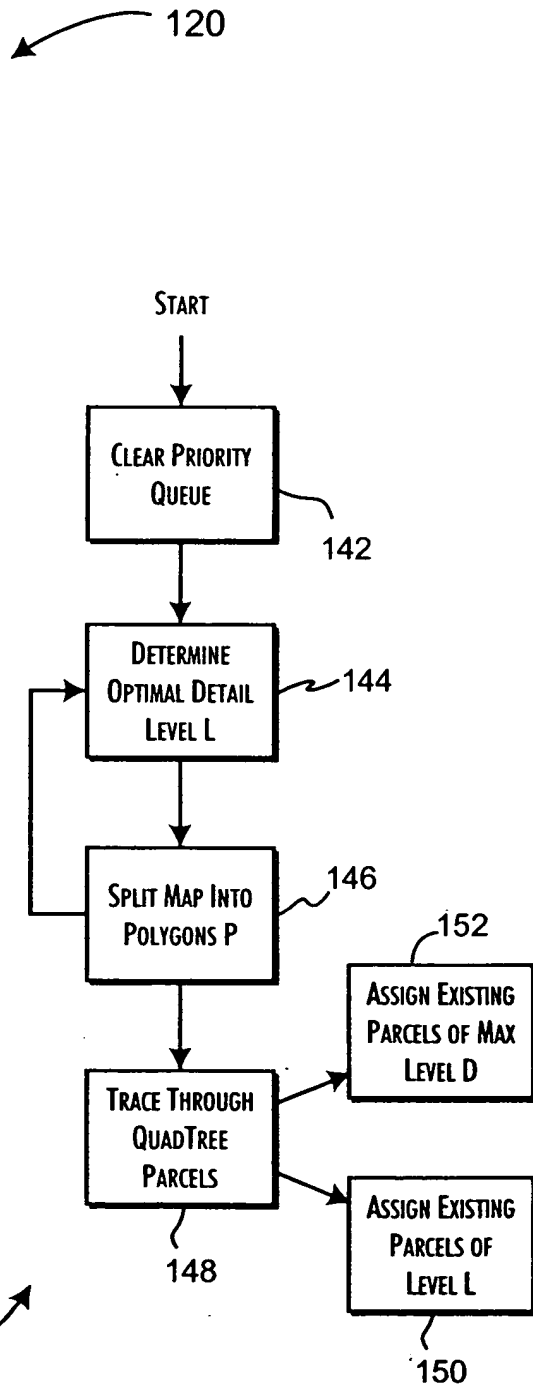 120
START
CLEAR PRIORITY
QUEUE
142
DETERMINE
OPTIMAL DETAIL
LEVEL L
144
SPLIT MAP INTO
POLYGONS P
146
152
ASSIGN EXISTING
PARCELS OF MAX
LEVEL D
TRACE THROUGH
QUADTREE
PARCELS
148
ASSIGN EXISTING
PARCELS OF
LEVEL L
150